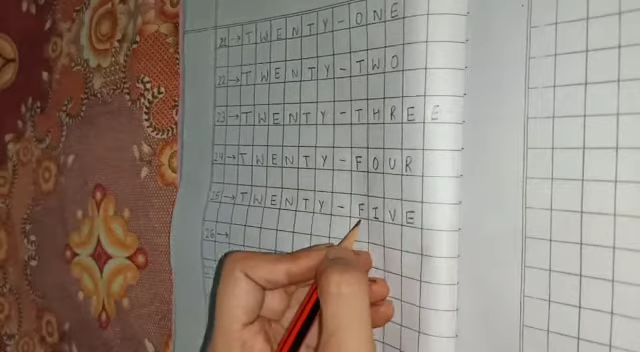 21→ TWENTY-ONE
22→ TWENTY-TWO
23→ TWENTY-THREE
24→ TWENTY-FOUR
25→ TWENTY-FIVE
26→